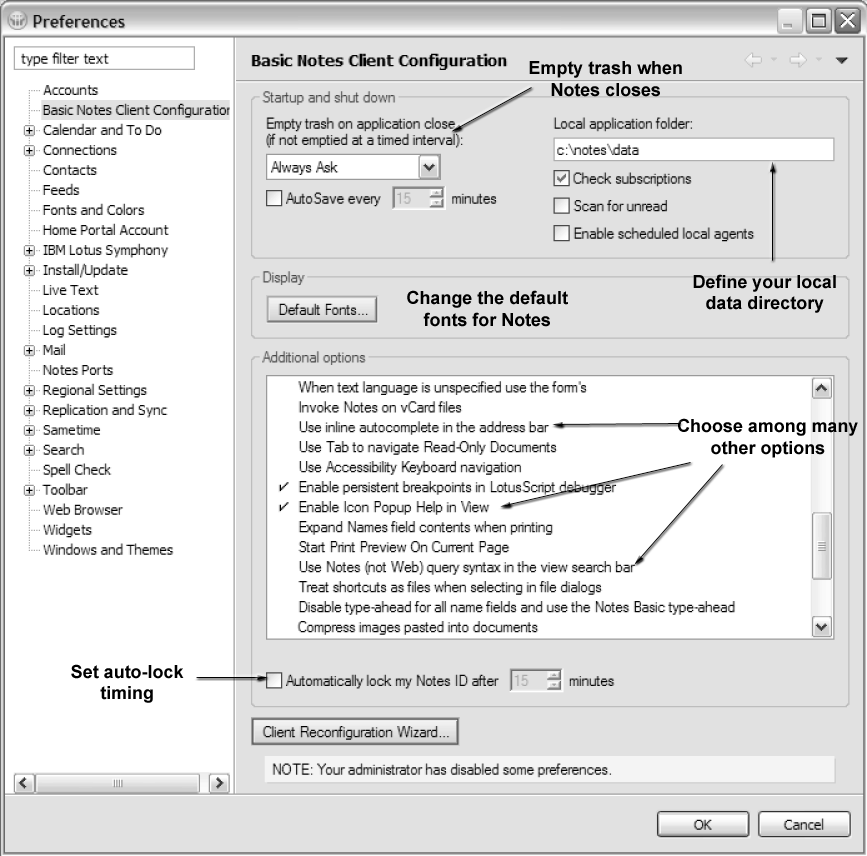 Preferences
type filter text
Accounts
Basic Notes Client Configuration
Calendar and To Do
Connections
Contacts
Feeds
Fonts and Colors
Home Portal Account
IBM Lotus Symphony
Install/Update
Live Text
Locations
Log Settings
Mail
Notes Ports
Regional Settings
Replication and Sync
Sametime
Search
Spell Check
Toolbar
Web Browser
Widgets
Windows and Themes
Basic Notes Client Configuration
Empty trash when
Notes closes
Startup and shut down
Empty trash on application close
(if not emptied at a timed interval):
Always Ask
AutoSave every 15 minutes
Local application folder:
c:\notes\data
Check subscriptions
Scan for unread
Enable scheduled local agents
Define your local
data directory
Display
Default Fonts...
Change the default
fonts for Notes
Additional options
When text language is unspecified use the form's
Invoke Notes on vCard files
Use inline autocomplete in the address bar
Use Tab to navigate Read-Only Documents
Use Accessibility Keyboard navigation
Enable persistent breakpoints in LotusScript debugger
Enable Icon Popup Help in View
Expand Names field contents when printing
Start Print Preview On Current Page
Use Notes (not Web) query syntax in the view search bar
Treat shortcuts as files when selecting in file dialogs
Disable type-ahead for all name fields and use the Notes Basic type-ahead
Compress images pasted into documents
Choose among many
other options
Set auto-lock
timing
Automatically lock my Notes ID after 15 minutes
Client Reconfiguration Wizard...
NOTE: Your administrator has disabled some preferences.
OK
Cancel